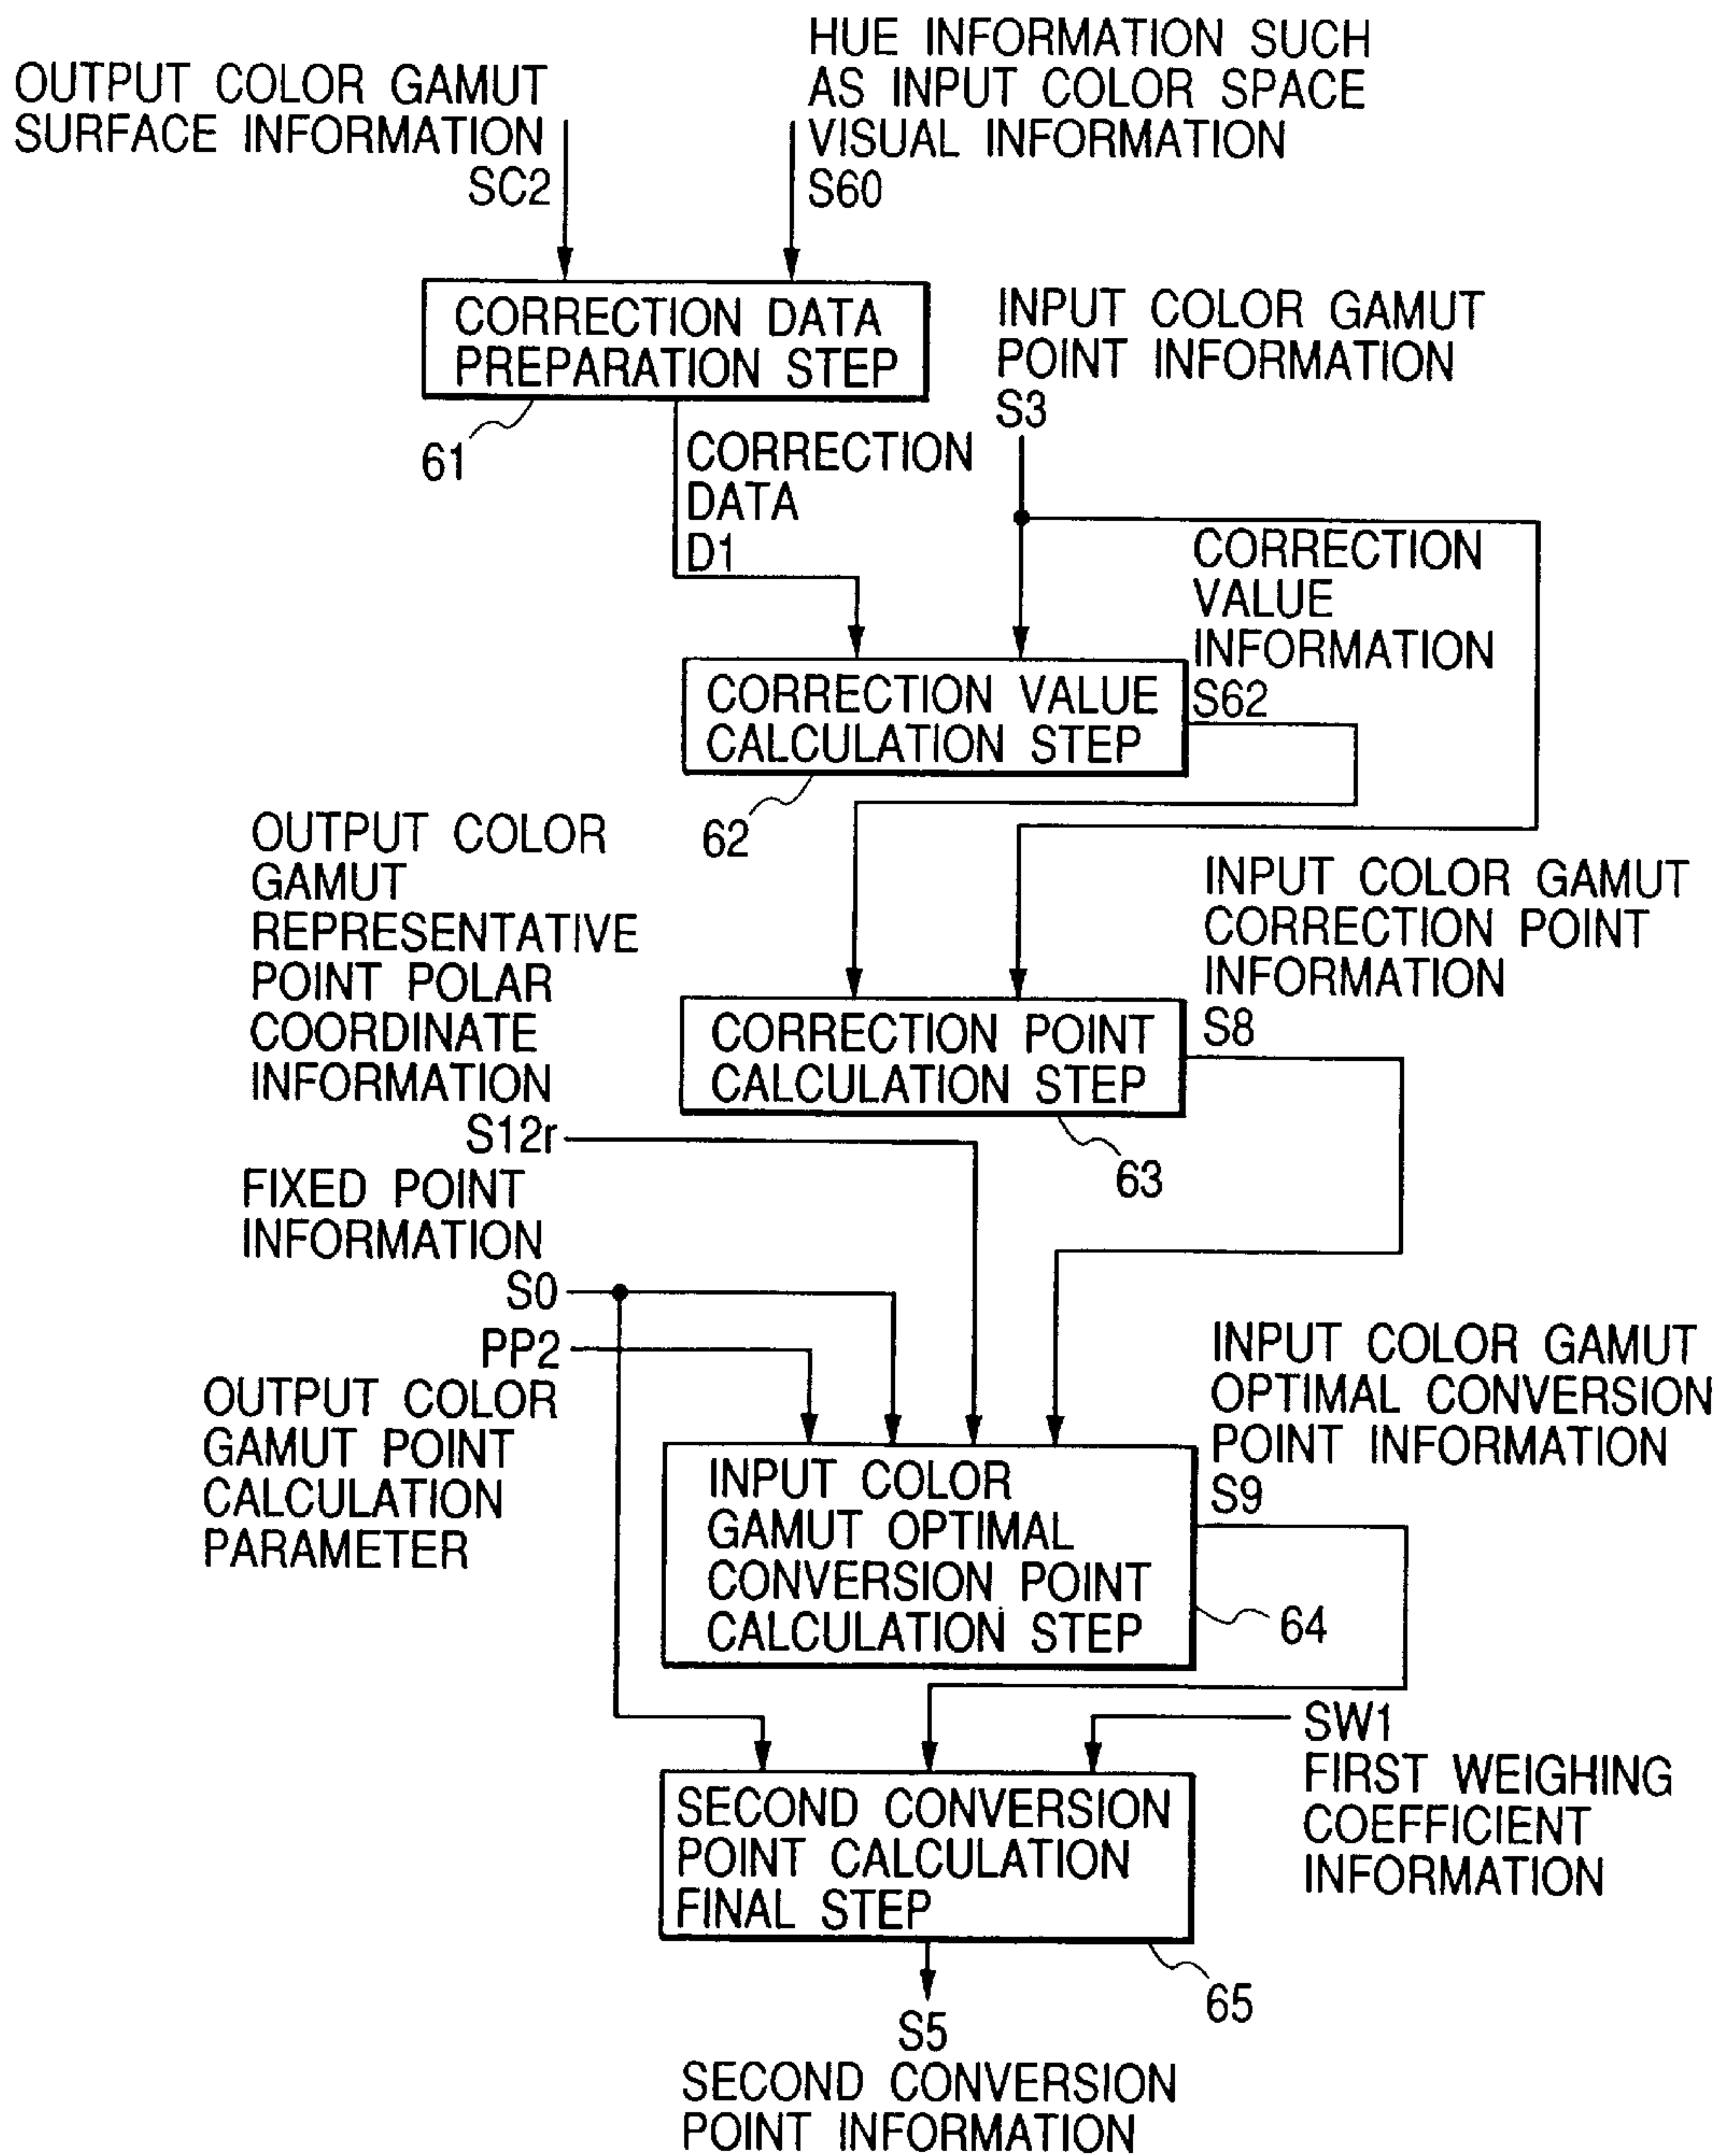 OUTPUT COLOR GAMUT
SURFACE INFORMATION
SC2
HUE INFORMATION SUCH
AS INPUT COLOR SPACE
VISUAL INFORMATION
S60
CORRECTION DATA
PREPARATION STEP
61
INPUT COLOR GAMUT
POINT INFORMATION
S3
CORRECTION
DATA
D1
CORRECTION
VALUE
INFORMATION
S62
CORRECTION VALUE
CALCULATION STEP
62
OUTPUT COLOR
GAMUT
REPRESENTATIVE
POINT POLAR
COORDINATE
INFORMATION
S12r
INPUT COLOR GAMUT
CORRECTION POINT
INFORMATION
S8
CORRECTION POINT
CALCULATION STEP
63
FIXED POINT
INFORMATION
S0
PP2
OUTPUT COLOR
GAMUT POINT
CALCULATION
PARAMETER
INPUT COLOR GAMUT
OPTIMAL CONVERSION
POINT INFORMATION
S9
INPUT COLOR
GAMUT OPTIMAL
CONVERSION POINT
CALCULATION STEP
64
SW1
FIRST WEIGHING
COEFFICIENT
INFORMATION
SECOND CONVERSION
POINT CALCULATION
FINAL STEP
65
S5
SECOND CONVERSION
POINT INFORMATION